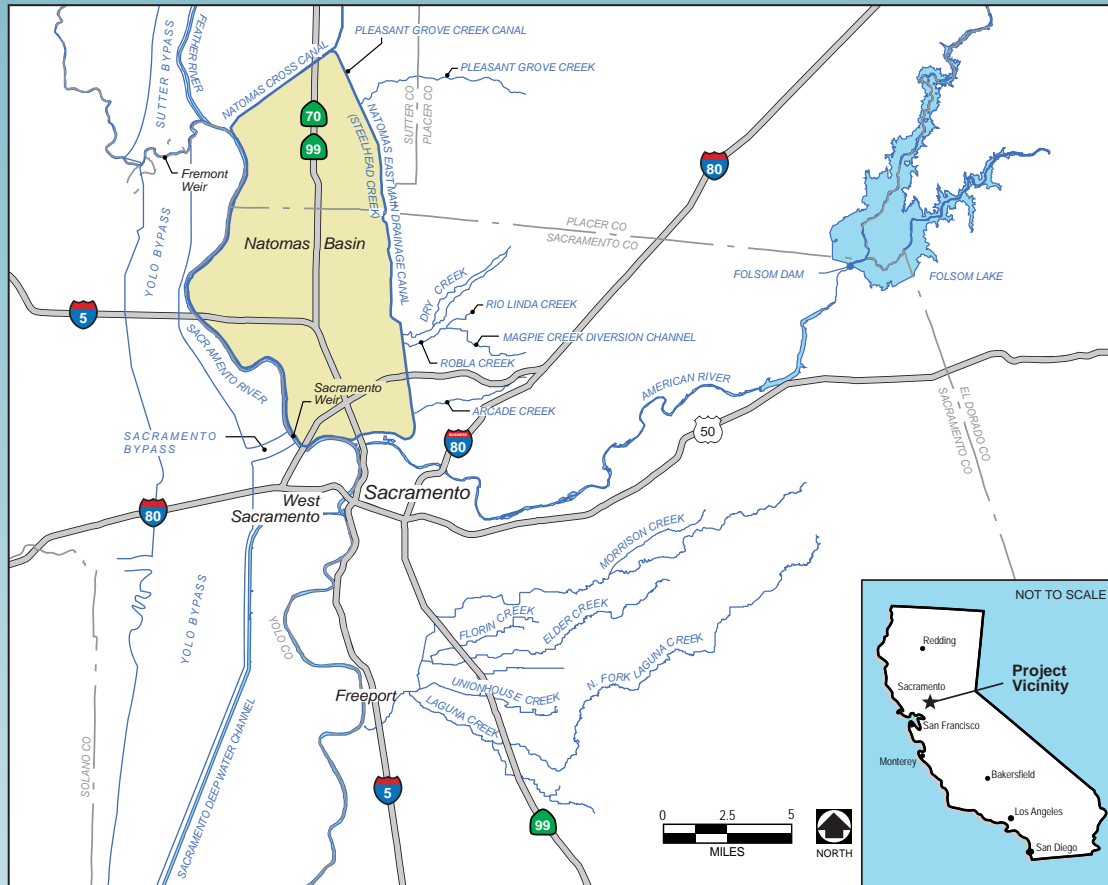 PLEASANT GROVE CREEK CANAL
SUTTER BYPASS
FEATHER RIVER
NATOMAS CROSS CANAL
PLEASANT GROVE CREEK
70
99
NATOMAS EAST MAIN DRAINAGE CANAL
(STEELHEAD CREEK)
SUTTER CO
PLACER CO
80
Fremont
Weir
YOLO BYPASS
Natomas Basin
PLACER CO
SACRAMENTO CO
FOLSOM DAM
FOLSOM LAKE
5
DRY CREEK
RIO LINDA CREEK
MAGPIE CREEK DIVERSION CHANNEL
ROBLA CREEK
SACRAMENTO RIVER
Sacramento
Weir
AMERICAN RIVER
ARCADE CREEK
EL DORADO CO
SACRAMENTO CO
SACRAMENTO
BYPASS
BUSINESS
80
50
80
West
Sacramento
Sacramento
MORRISON CREEK
YOLO BYPASS
YOLO CO
FLORIN CREEK
ELDER CREEK
N. FORK LAGUNA CREEK
UNIONHOUSE CREEK
LAGUNA CREEK
Freeport
SOLANO CO
SACRAMENTO DEEP WATER CHANNEL
5
99
0 2.5 5
MILES
NORTH
NOT TO SCALE
Redding
Project
Vicinity
Sacramento
San Francisco
Monterey
Bakersfield
Los Angeles
San Diego